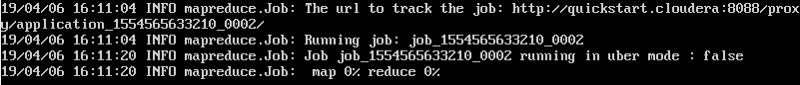 19/04/06 16:11:04 INFO mapreduce.Job: The url to track the job: http://quickstart.cloudera:8088/prox
y/application_1554565633210_0002/
19/04/06 16:11:04 INFO mapreduce.Job: Running job: job_1554565633210_0002
19/04/06 16:11:20 INFO mapreduce.Job: Job job_1554565633210_0002 running in uber mode : false
19/04/06 16:11:20 INFO mapreduce.Job:  map 0% reduce 0%